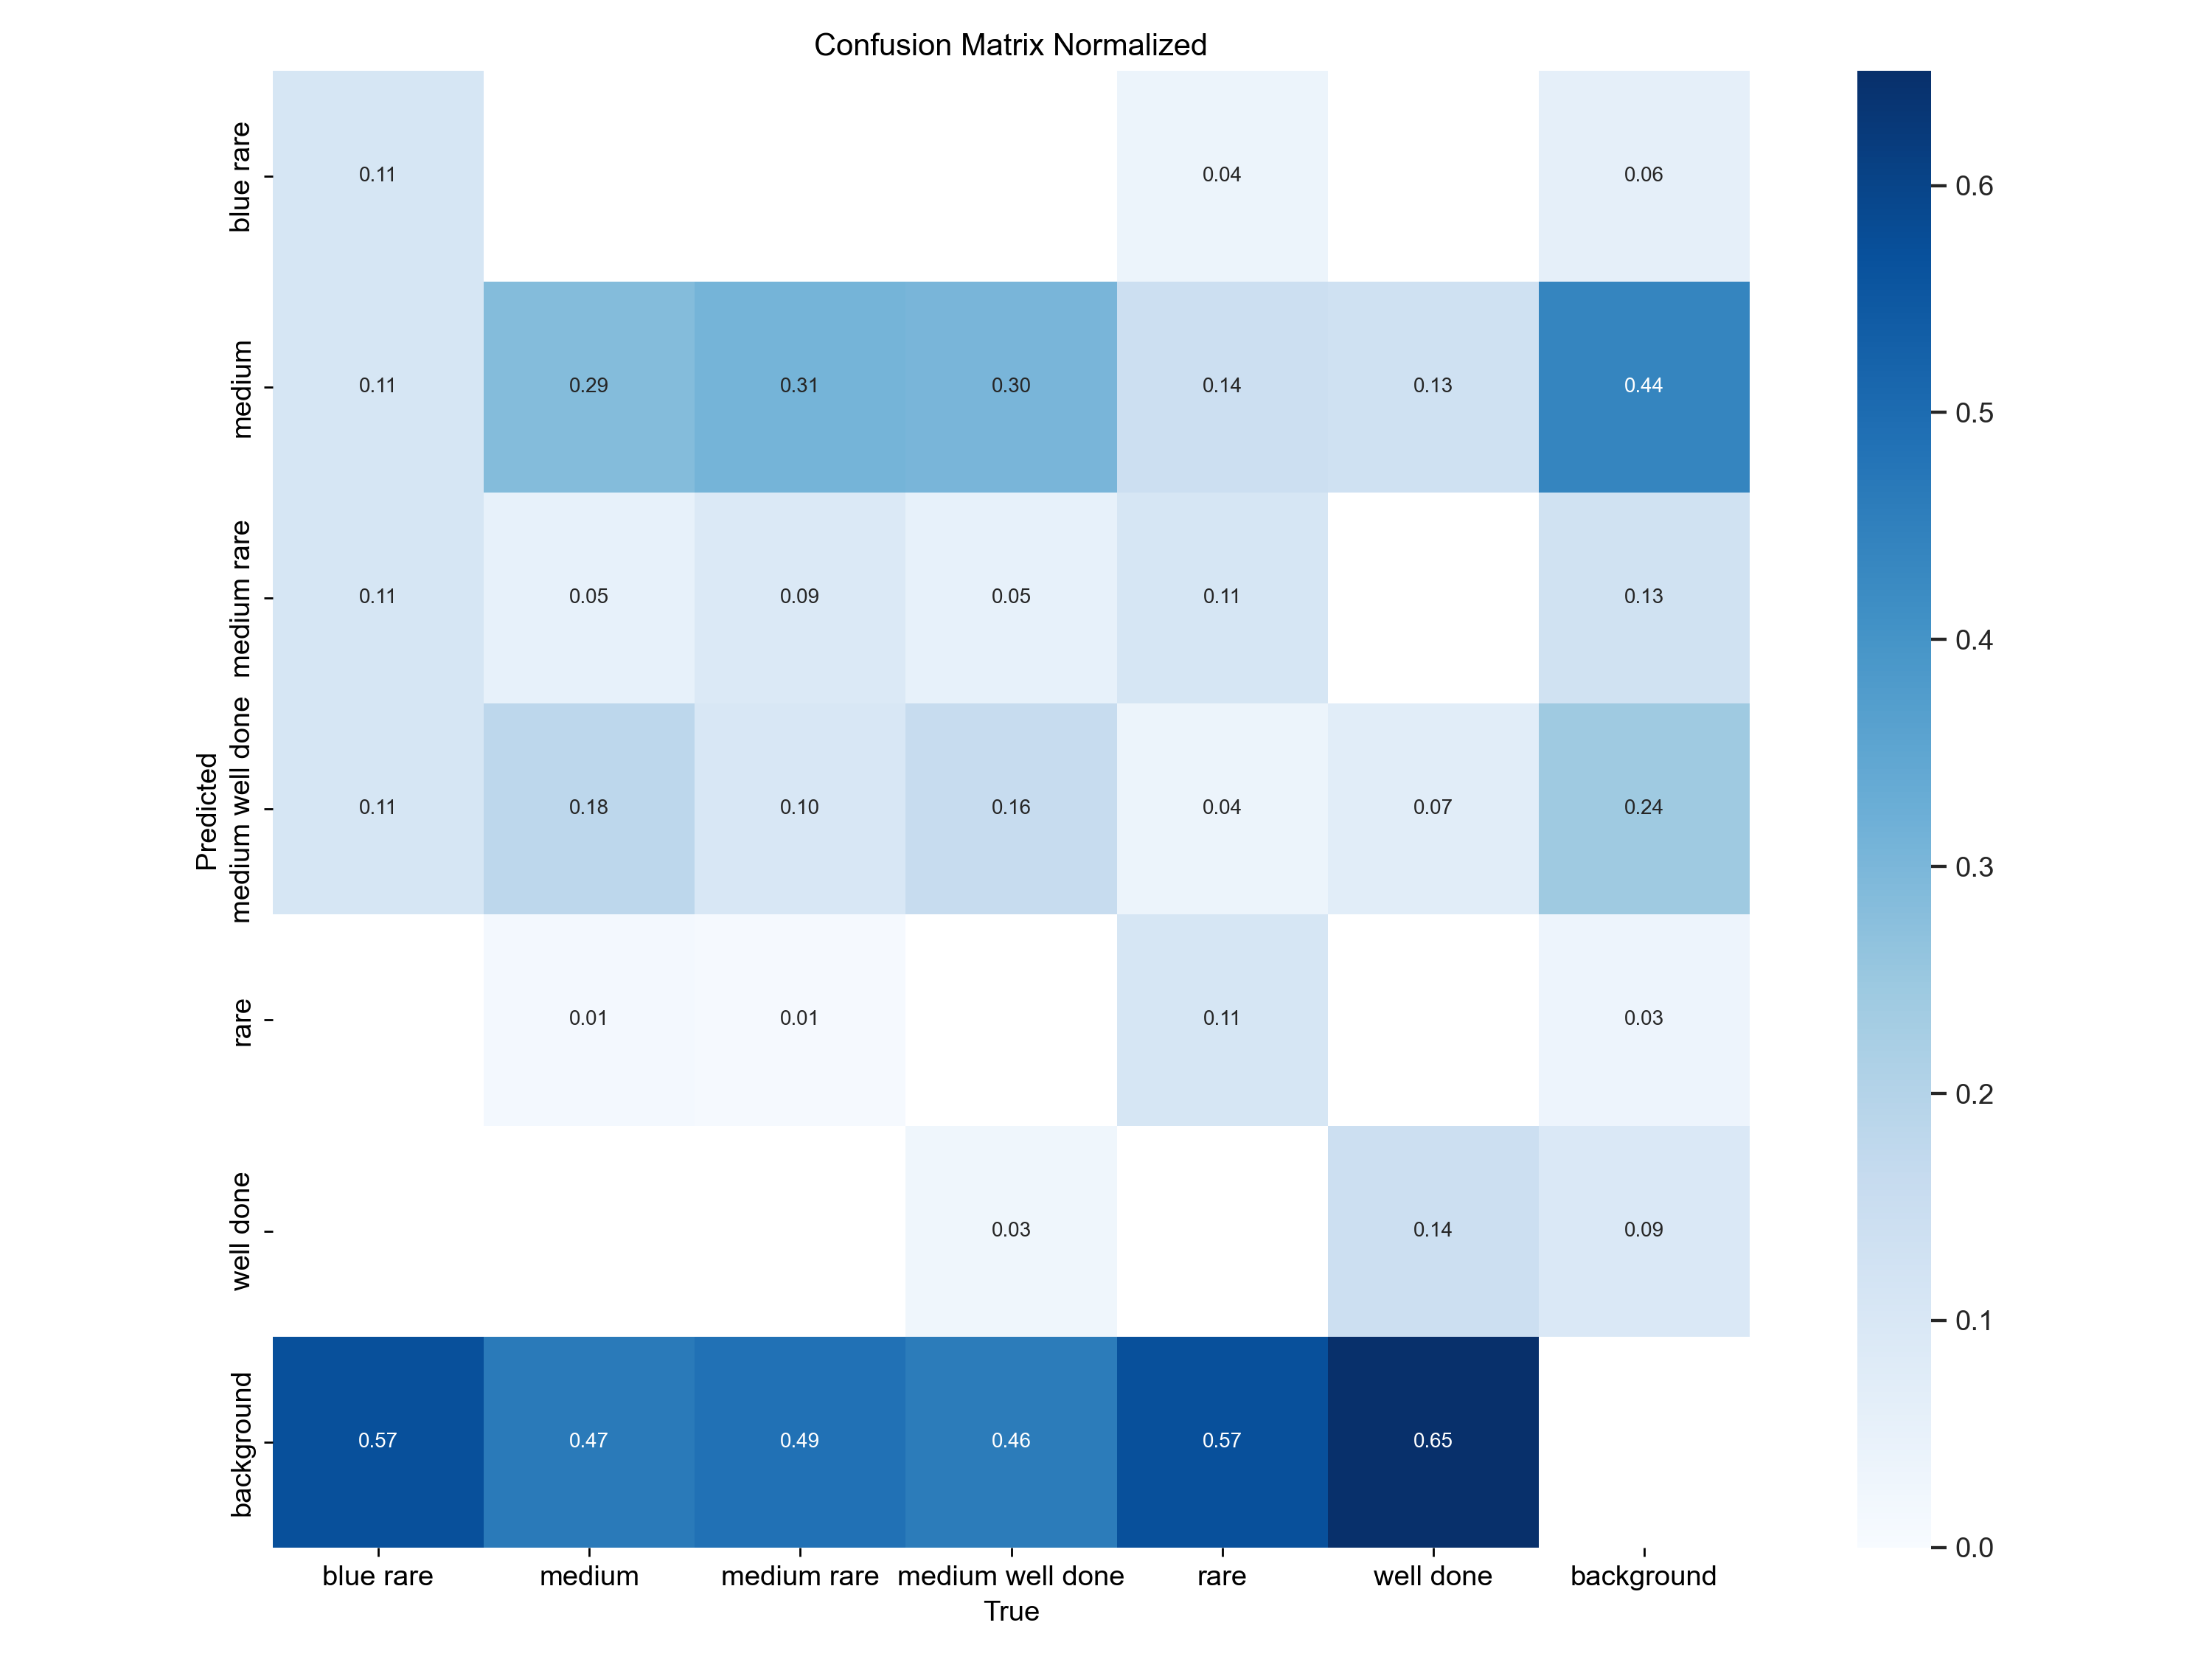 Confusion Matrix Normalized
blue rare
0.11
0.04
0.06
medium
0.11
0.29
0.31
0.30
0.14
0.13
0.44
medium rare
0.11
0.05
0.09
0.05
0.11
0.13
Predicted
medium well done
0.11
0.18
0.10
0.16
0.04
0.07
0.24
rare
0.01
0.01
0.11
0.03
well done
0.03
0.14
0.09
background
0.57
0.47
0.49
0.46
0.57
0.65
blue rare
medium
medium rare
medium well done
rare
well done
background
True
0.6
0.5
0.4
0.3
0.2
0.1
0.0